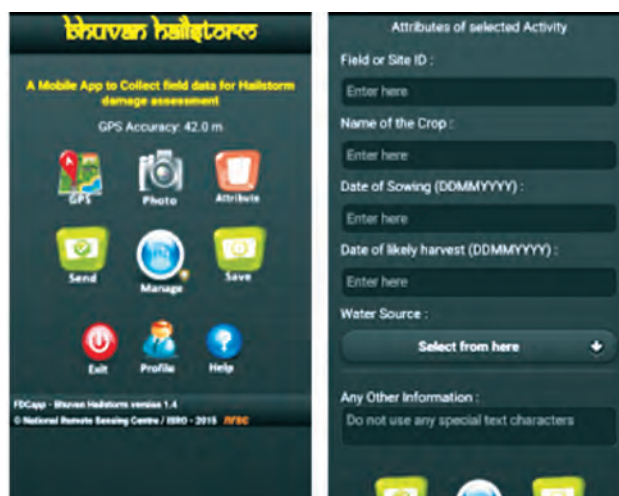 bhuvan hailstorm
A Mobile App to Collect field data for Hailstorm
damage assessment
GPS Accuracy: 42.0 m
GPS
Photo
Attribute
Send
Manage
Save
Exit
Profile
Help
FDCapp - Bhuvan Hailstorm version 1.4
© National Remote Sensing Centre / ISRO - 2015 nrsc
Attributes of selected Activity
Field or Site ID :
Enter here
Name of the Crop :
Enter here
Date of Sowing (DDMMYYYY) :
Enter here
Date of likely harvest (DDMMYYYY) :
Enter here
Water Source :
Select from here
Any Other Information :
Do not use any special text characters